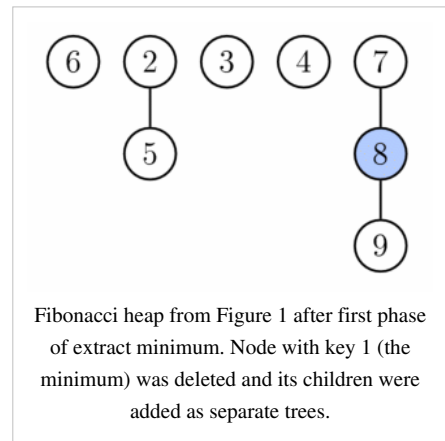 6 2 3 4 7
5 8
9
Fibonacci heap from Figure 1 after first phase
of extract minimum. Node with key 1 (the
minimum) was deleted and its children were
added as separate trees.